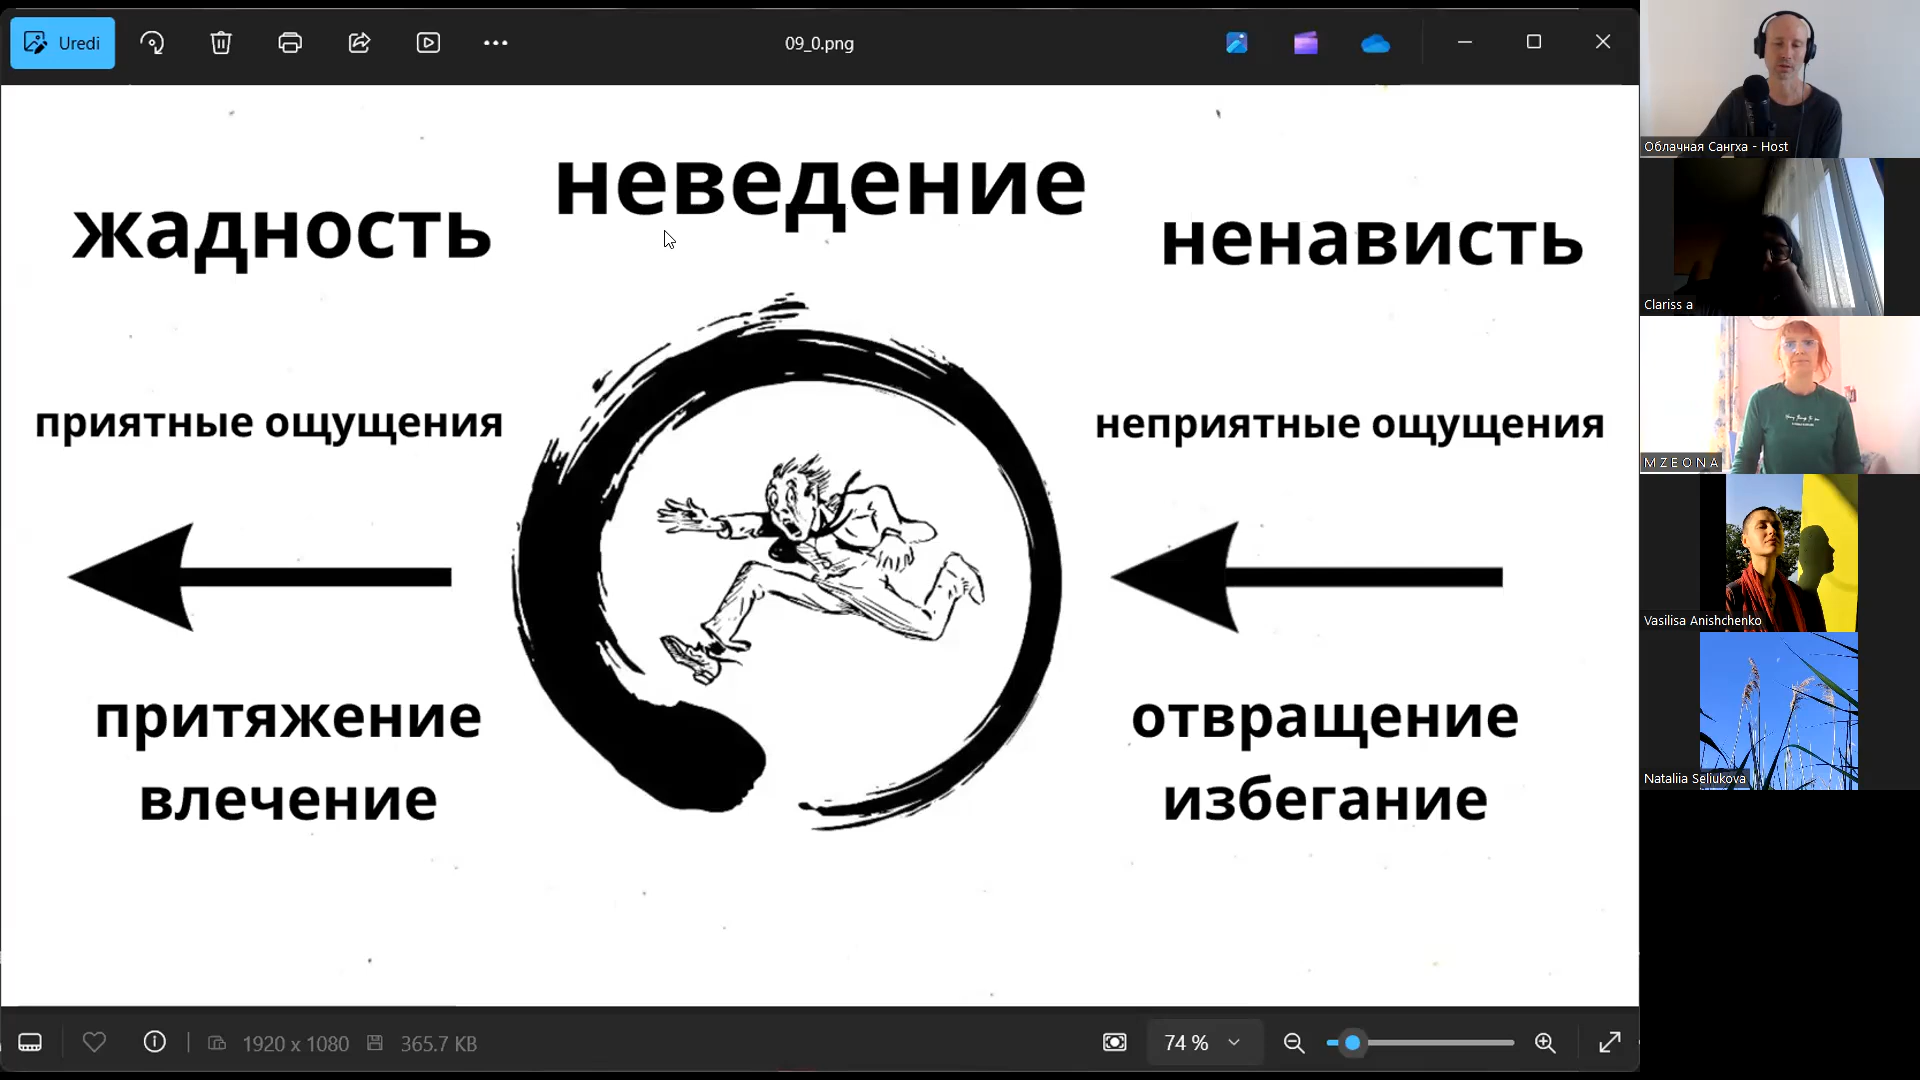 Uredi
09_0.png
неведение
жадность
ненависть
приятные ощущения
неприятные ощущения
притяжение
влечение
отвращение
избегание
1920 x 1080
365.7 KB
74 %
Облачная Сангха - Host
Clariss a
M Z E O N A
Vasilisa Anishchenko
Nataliia Seliukova